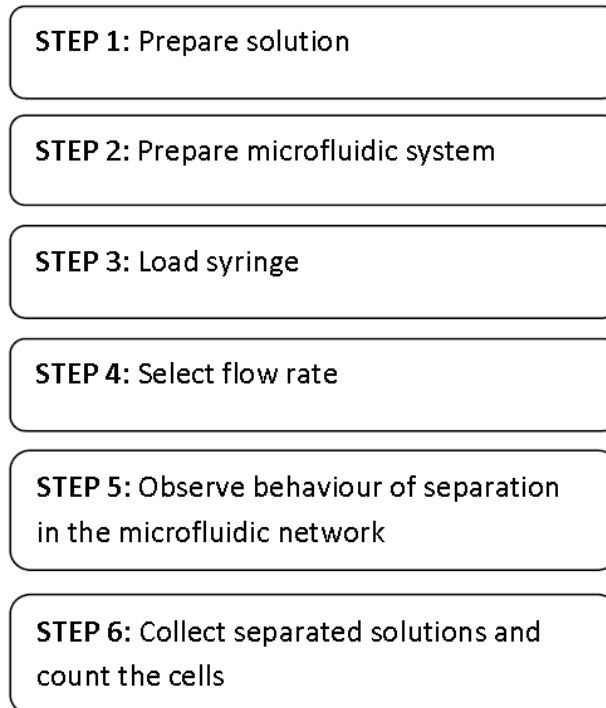 STEP 1: Prepare solution
STEP 2: Prepare microfluidic system
STEP 3: Load syringe
STEP 4: Select flow rate
STEP 5: Observe behaviour of separation
in the microfluidic network
STEP 6: Collect separated solutions and
count the cells